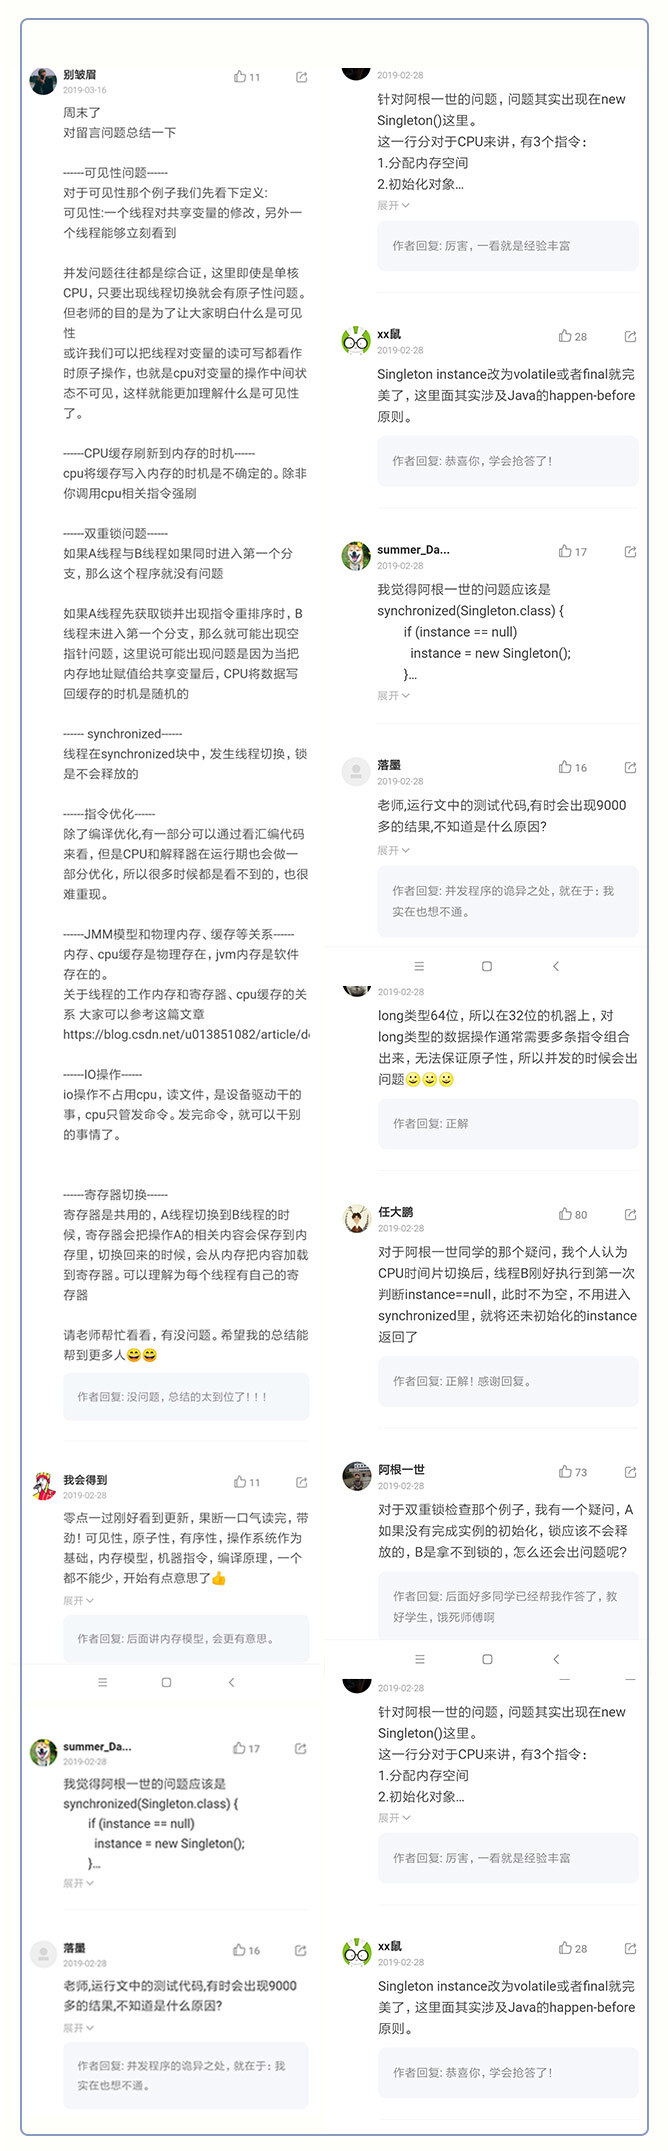 别皱眉
11
2019-03-16
周末了
对留言问题总结一下
------可见性问题------
对于可见性那个例子我们先看下定义:
可见性:一个线程对共享变量的修改，另外一
个线程能够立刻看到
并发问题往往都是综合证，这里即使是单核
CPU，只要出现线程切换就会有原子性问题。
但老师的目的是为了让大家明白什么是可见
性
或许我们可以把线程对变量的读可写都看作
时原子操作，也就是cpu对变量的操作中间状
态不可见，这样就能更加理解什么是可见性
了。
------CPU缓存刷新到内存的时机------
cpu将缓存写入内存的时机是不确定的。除非
你调用cpu相关指令强刷
------双重锁问题------
如果A线程与B线程如果同时进入第一个分
支，那么这个程序就没有问题
如果A线程先获取锁并出现指令重排序时，B
线程未进入第一个分支，那么就可能出现空
指针问题，这里说可能出现问题是因为当把
内存地址赋值给共享变量后，CPU将数据写
回缓存的时机是随机的
------ synchronized------
线程在synchronized块中，发生线程切换，锁
是不会释放的
------指令优化------
除了编译优化,有一部分可以通过看汇编代码
来看，但是CPU和解释器在运行期也会做一
部分优化，所以很多时候都是看不到的，也很
难重现。
------JMM模型和物理内存、缓存等关系------
内存、cpu缓存是物理存在，jvm内存是软件
存在的。
关于线程的工作内存和寄存器、cpu缓存的关
系 大家可以参考这篇文章
https://blog.csdn.net/u013851082/article/de
------IO操作------
io操作不占用cpu，读文件，是设备驱动干的
事，cpu只管发命令。发完命令，就可以干别
的事情了。
------寄存器切换------
寄存器是共用的，A线程切换到B线程的时
候，寄存器会把操作A的相关内容会保存到内
存里，切换回来的时候，会从内存把内容加载
到寄存器。可以理解为每个线程有自己的寄
存器
请老师帮忙看看，有没问题。希望我的总结能
帮到更多人😄😄
作者回复: 没问题，总结的太到位了！！！
我会得到
11
2019-02-28
零点一过刚好看到更新，果断一口气读完，带
劲！可见性，原子性，有序性，操作系统作为
基础，内存模型，机器指令，编译原理，一个
都不能少，开始有点意思了👍
展开
作者回复: 后面讲内存模型，会更有意思。
summer_Da...
17
2019-02-28
我觉得阿根一世的问题应该是
synchronized(Singleton.class) {
if (instance == null)
instance = new Singleton();
}...
展开
落墨
16
2019-02-28
老师,运行文中的测试代码,有时会出现9000
多的结果,不知道是什么原因?
展开
作者回复: 并发程序的诡异之处，就在于：我
实在也想不通。
2019-02-28
针对阿根一世的问题，问题其实出现在new
Singleton()这里。
这一行分对于CPU来讲，有3个指令：
1.分配内存空间
2.初始化对象...
展开
作者回复: 厉害，一看就是经验丰富
xx鼠
28
2019-02-28
Singleton instance改为volatile或者final就完
美了，这里面其实涉及Java的happen-before
原则。
作者回复: 恭喜你，学会抢答了！
summer_Da...
17
2019-02-28
我觉得阿根一世的问题应该是
synchronized(Singleton.class) {
if (instance == null)
instance = new Singleton();
}...
展开
落墨
16
2019-02-28
老师,运行文中的测试代码,有时会出现9000
多的结果,不知道是什么原因?
展开
作者回复: 并发程序的诡异之处，就在于：我
实在也想不通。
2019-02-28
long类型64位，所以在32位的机器上，对
long类型的数据操作通常需要多条指令组合
出来，无法保证原子性，所以并发的时候会出
问题🙂🙂🙂
作者回复: 正解
任大鹏
80
2019-02-28
对于阿根一世同学的那个疑问，我个人认为
CPU时间片切换后，线程B刚好执行到第一次
判断instance==null，此时不为空，不用进入
synchronized里，就将还未初始化的instance
返回了
作者回复: 正解！感谢回复。
阿根一世
73
2019-02-28
对于双重锁检查那个例子，我有一个疑问，A
如果没有完成实例的初始化，锁应该不会释
放的，B是拿不到锁的，怎么还会出问题呢?
作者回复: 后面好多同学已经帮我作答了，教
好学生，饿死师傅啊
2019-02-28
针对阿根一世的问题，问题其实出现在new
Singleton()这里。
这一行分对于CPU来讲，有3个指令：
1.分配内存空间
2.初始化对象...
展开
作者回复: 厉害，一看就是经验丰富
xx鼠
28
2019-02-28
Singleton instance改为volatile或者final就完
美了，这里面其实涉及Java的happen-before
原则。
作者回复: 恭喜你，学会抢答了！